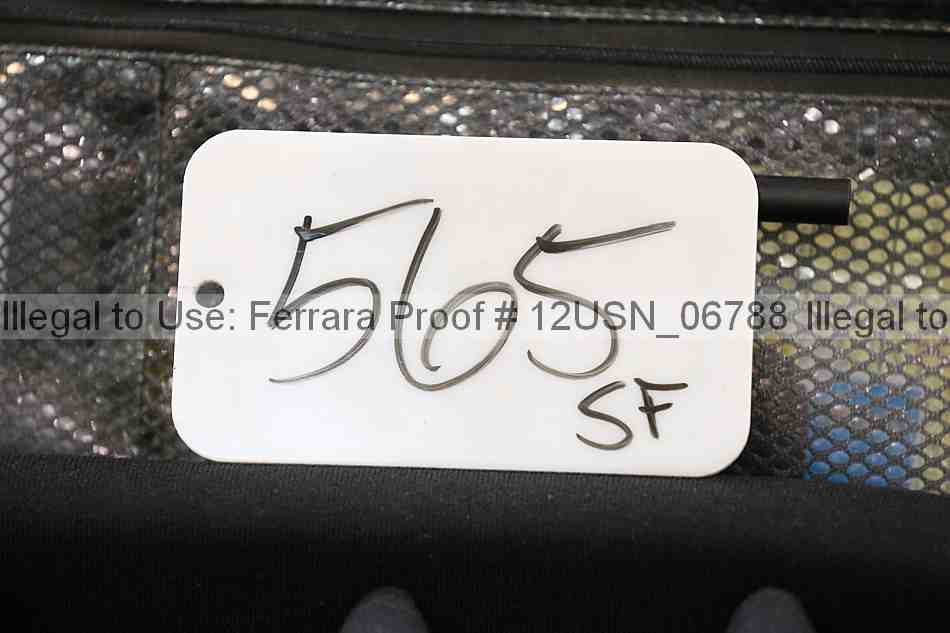 565
SF
Illegal to Use: Ferrara Proof # 12USN_06788 Illegal to